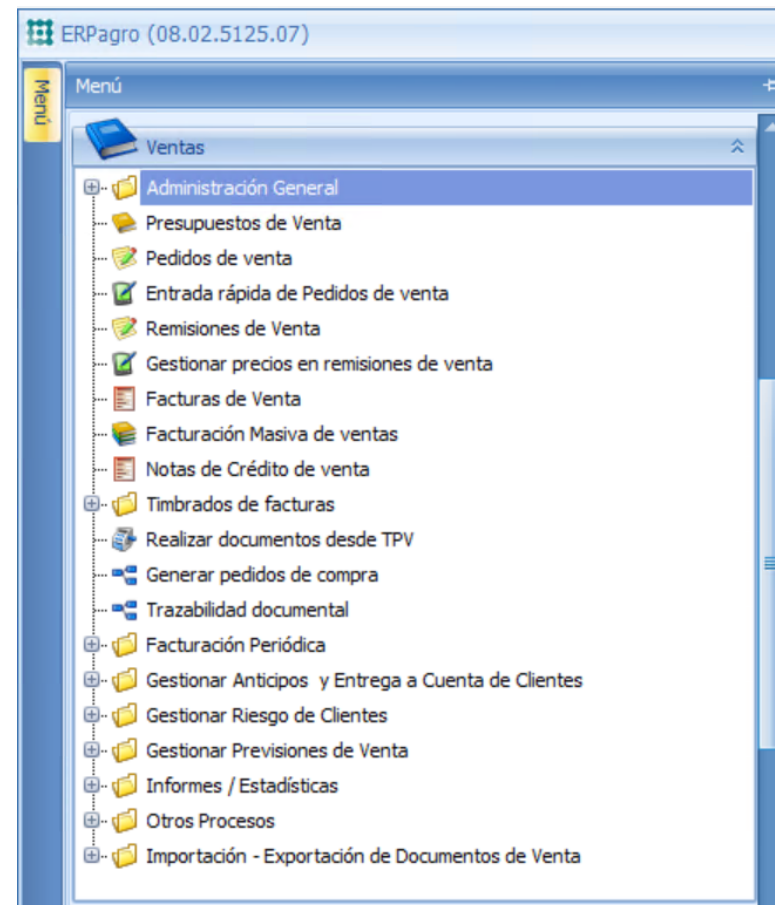 ERPagro (08.02.5125.07)
Menú
Menú
Ventas
Administración General
Presupuestos de Venta
Pedidos de venta
Entrada rápida de Pedidos de venta
Remisiones de Venta
Gestionar precios en remisiones de venta
Facturas de Venta
Facturación Masiva de ventas
Notas de Crédito de venta
Timbrados de facturas
Realizar documentos desde TPV
Generar pedidos de compra
Trazabilidad documental
Facturación Periódica
Gestionar Anticipos  y Entrega a Cuenta de Clientes
Gestionar Riesgo de Clientes
Gestionar Previsiones de Venta
Informes / Estadísticas
Otros Procesos
Importación - Exportación de Documentos de Venta